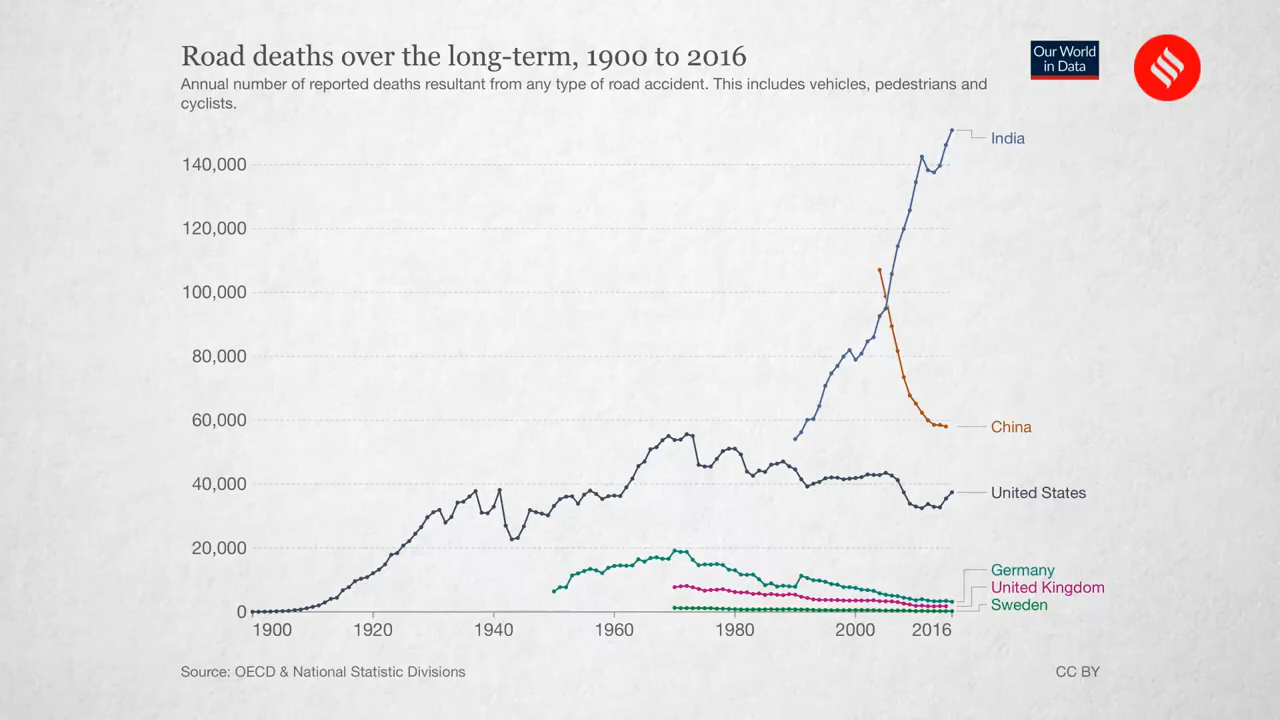 Road deaths over the long-term, 1900 to 2016
Our World
in Data
Annual number of reported deaths resultant from any type of road accident. This includes vehicles, pedestrians and
cyclists.
140,000
120,000
100,000
80,000
60,000
40,000
20,000
0
India
China
United States
Germany
United Kingdom
Sweden
1900
1920
1940
1960
1980
2000
2016
Source: OECD & National Statistic Divisions
CC BY